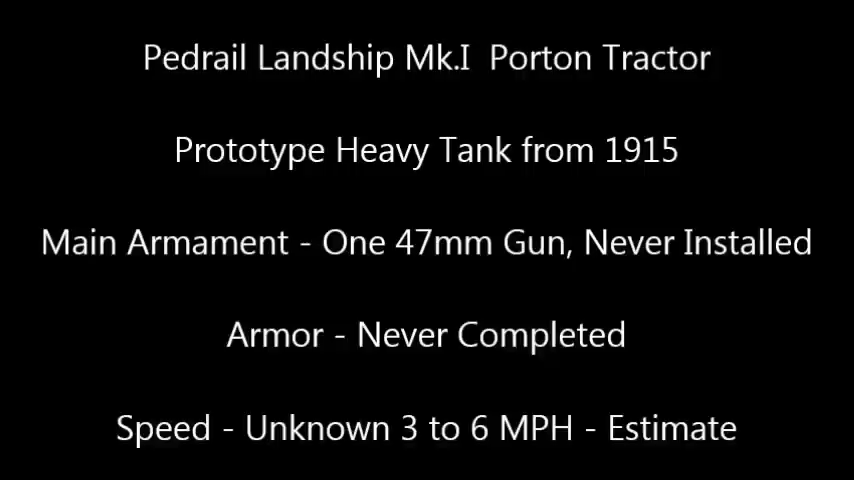 Pedrail Landship Mk.I  Porton Tractor
Prototype Heavy Tank from 1915
Main Armament - One 47mm Gun, Never Installed
Armor - Never Completed
Speed - Unknown 3 to 6 MPH - Estimate